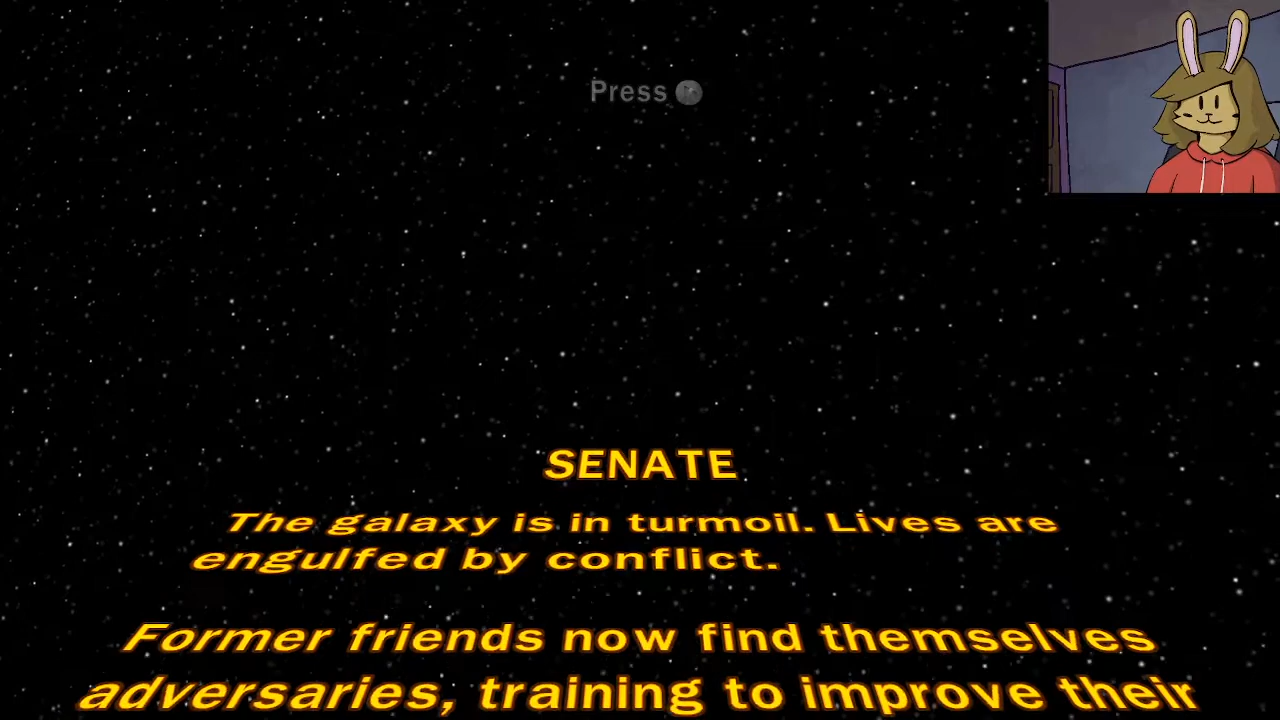 Press
SENATE
The galaxy is in turmoil. Lives are
engulfed by conflict.
Former friends now find themselves
adversaries, training to improve their